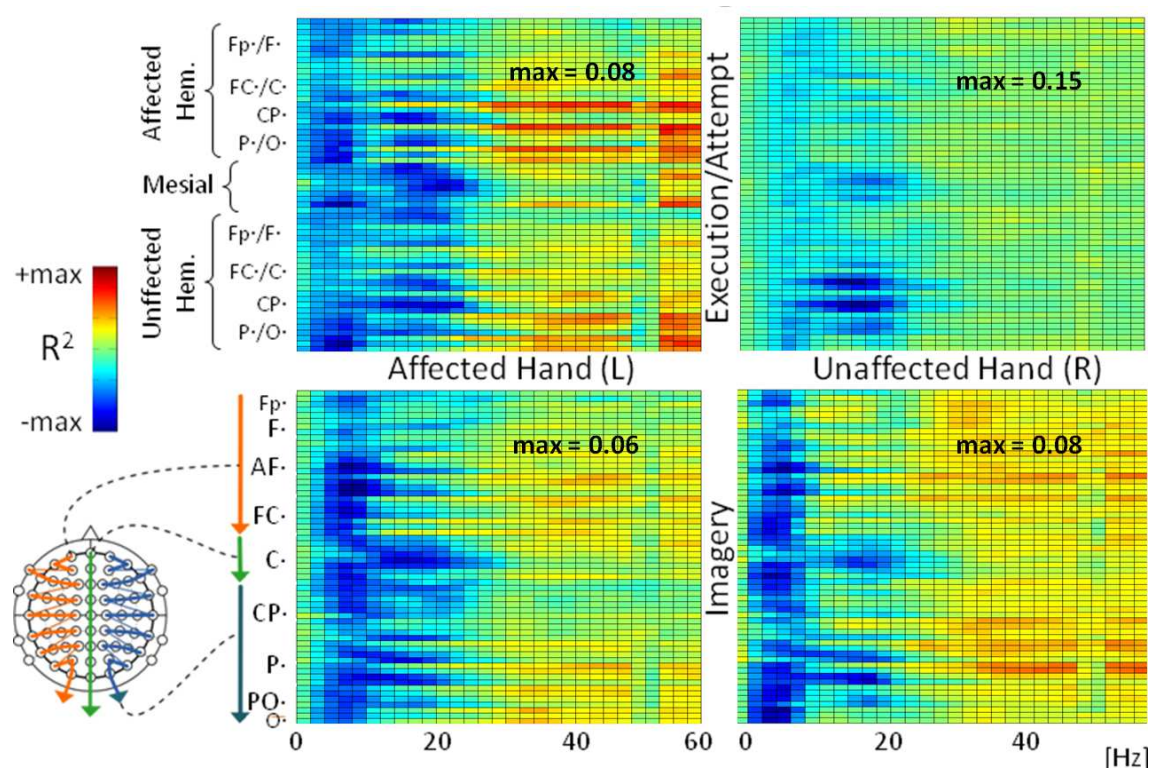 Affected
Hem.
Fp·/F·
FC·/C·
CP·
P·/O·
Mesial
Unffected
Hem.
Fp·/F·
FC·/C·
CP·
P·/O·
max = 0.08
Execution/Attempt
max = 0.15
+max
R²
-max
Affected Hand (L)
Unaffected Hand (R)
Fp·
F·
AF·
FC·
C·
CP·
P·
PO·
O·
max = 0.06
Imagery
max = 0.08
0 20 40 60
0 20 40 [Hz]